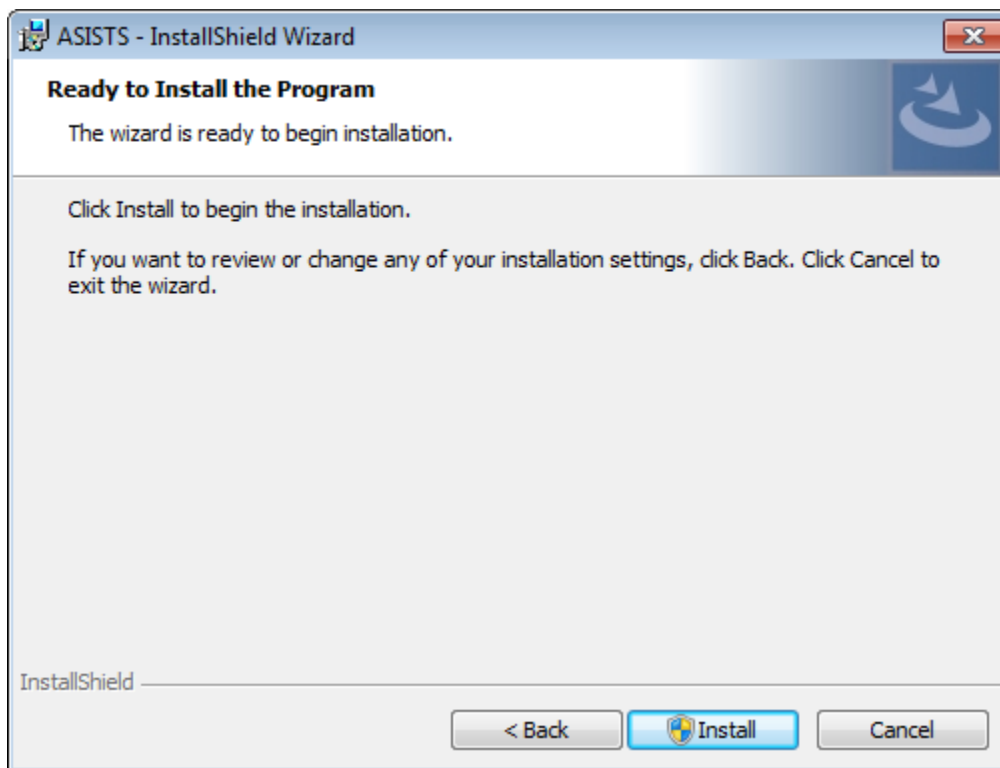 ASISTS - InstallShield Wizard
Ready to Install the Program
The wizard is ready to begin installation.
Click Install to begin the installation.
If you want to review or change any of your installation settings, click Back. Click Cancel to
exit the wizard.
InstallShield
< Back
Install
Cancel